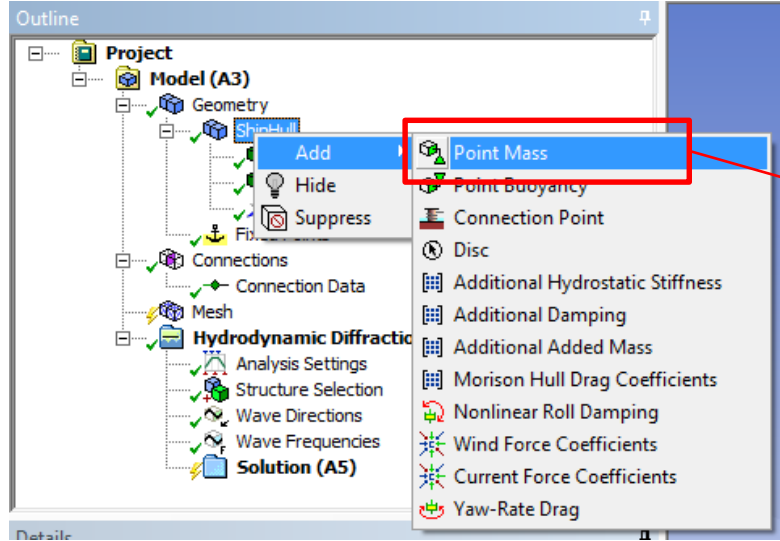 Outline
Project
Model (A3)
Geometry
ShipHull
Add
Point Mass
Hide
Point Buoyancy
Suppress
Connection Point
Fixed Points
Disc
Connections
Additional Hydrostatic Stiffness
Connection Data
Additional Damping
Mesh
Additional Added Mass
Hydrodynamic Diffractio
Analysis Settings
Morison Hull Drag Coefficients
Structure Selection
Nonlinear Roll Damping
Wave Directions
Wind Force Coefficients
Wave Frequencies
Current Force Coefficients
Solution (A5)
Yaw-Rate Drag
Details